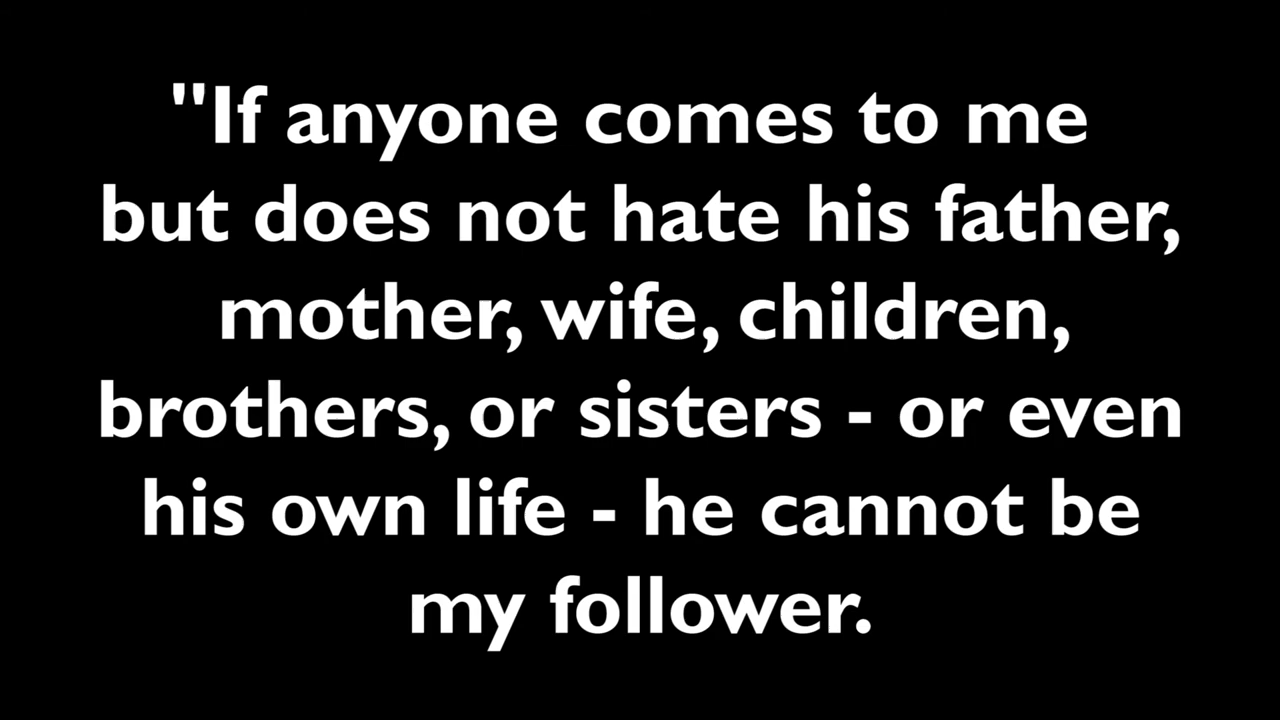 "If anyone comes to me
but does not hate his father,
mother, wife, children,
brothers, or sisters - or even
his own life - he cannot be
my follower.